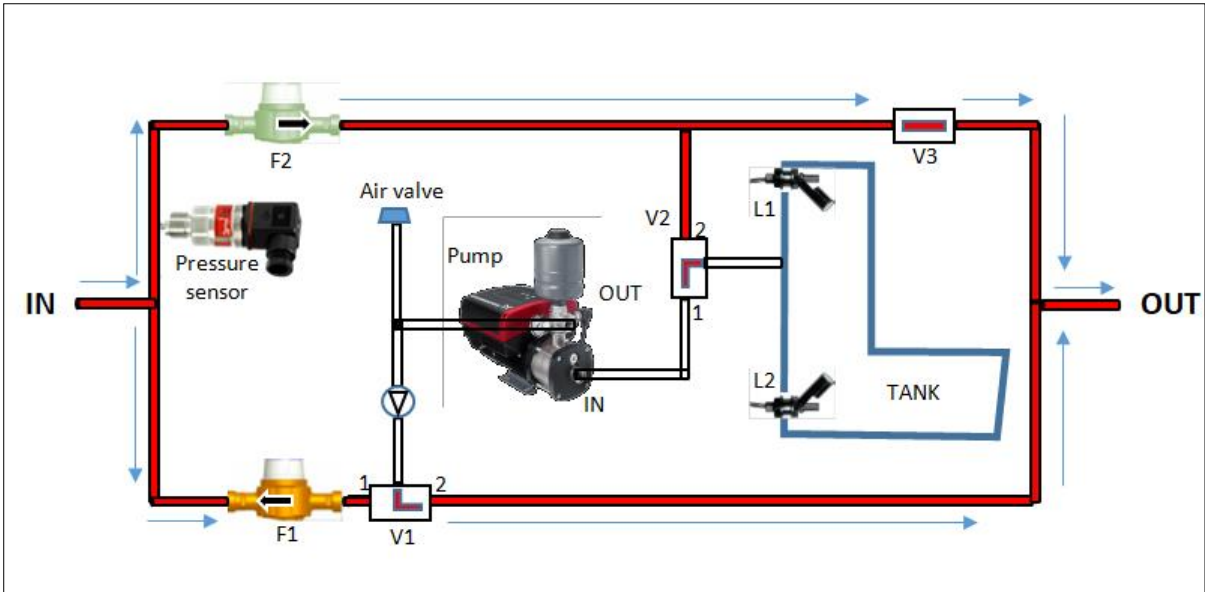 F2
V3
Air valve
L1
V2
2
Pump
Pressure
sensor
OUT
IN
OUT
1
L2
TANK
IN
1
2
F1
V1